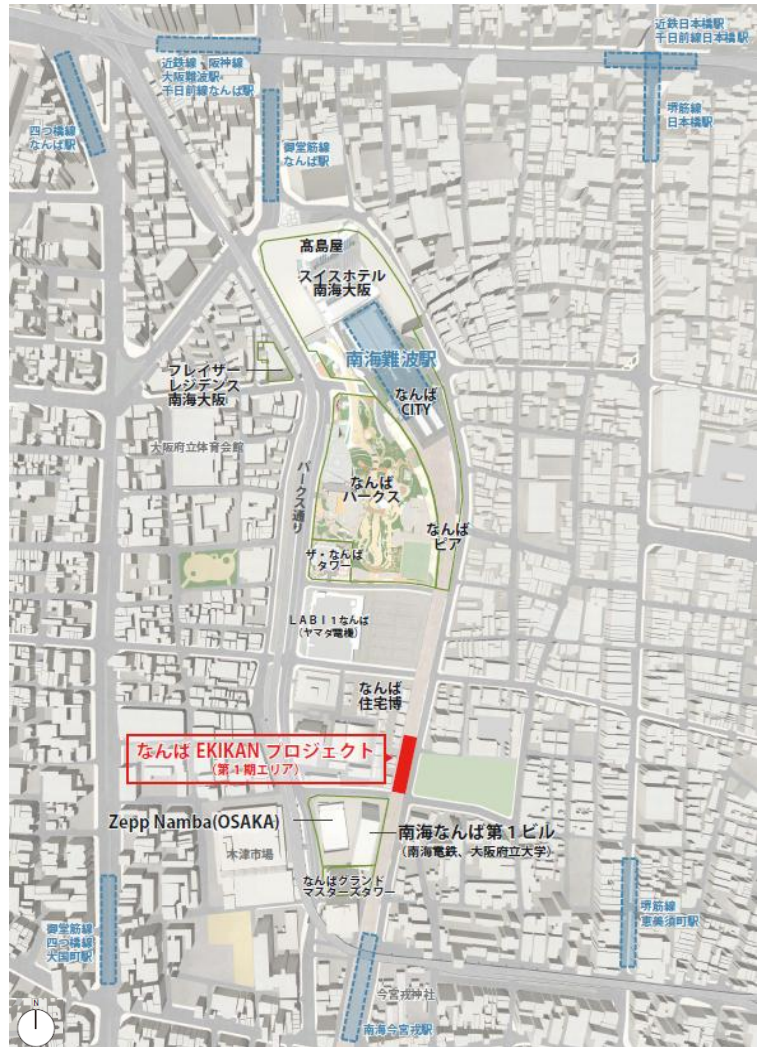 近鉄日本橋駅
千日前線日本橋駅
近鉄線・阪神線
大阪難波駅・
千日前線なんば駅
堺筋線
日本橋駅
四つ橋線
なんば駅
御堂筋線
なんば駅
髙島屋
スイスホテル
南海大阪
南海難波駅
なんば
CITY
フレイザー
レジデンス
南海大阪
大阪府立体育会館
パークス通り
なんば
パークス
なんば
ピア
ザ・なんば
タワー
LABI1なんば
(ヤマダ電機)
なんば
住宅博
なんば EKIKAN プロジェクト
(第1期エリア)
Zepp Namba(OSAKA)
南海なんば第1ビル
(南海電鉄、大阪府立大学)
木津市場
なんばグランド
マスターズタワー
堺筋線
恵美須町駅
御堂筋線
四つ橋線
大国町駅
今宮戎神社
南海今宮戎駅
N